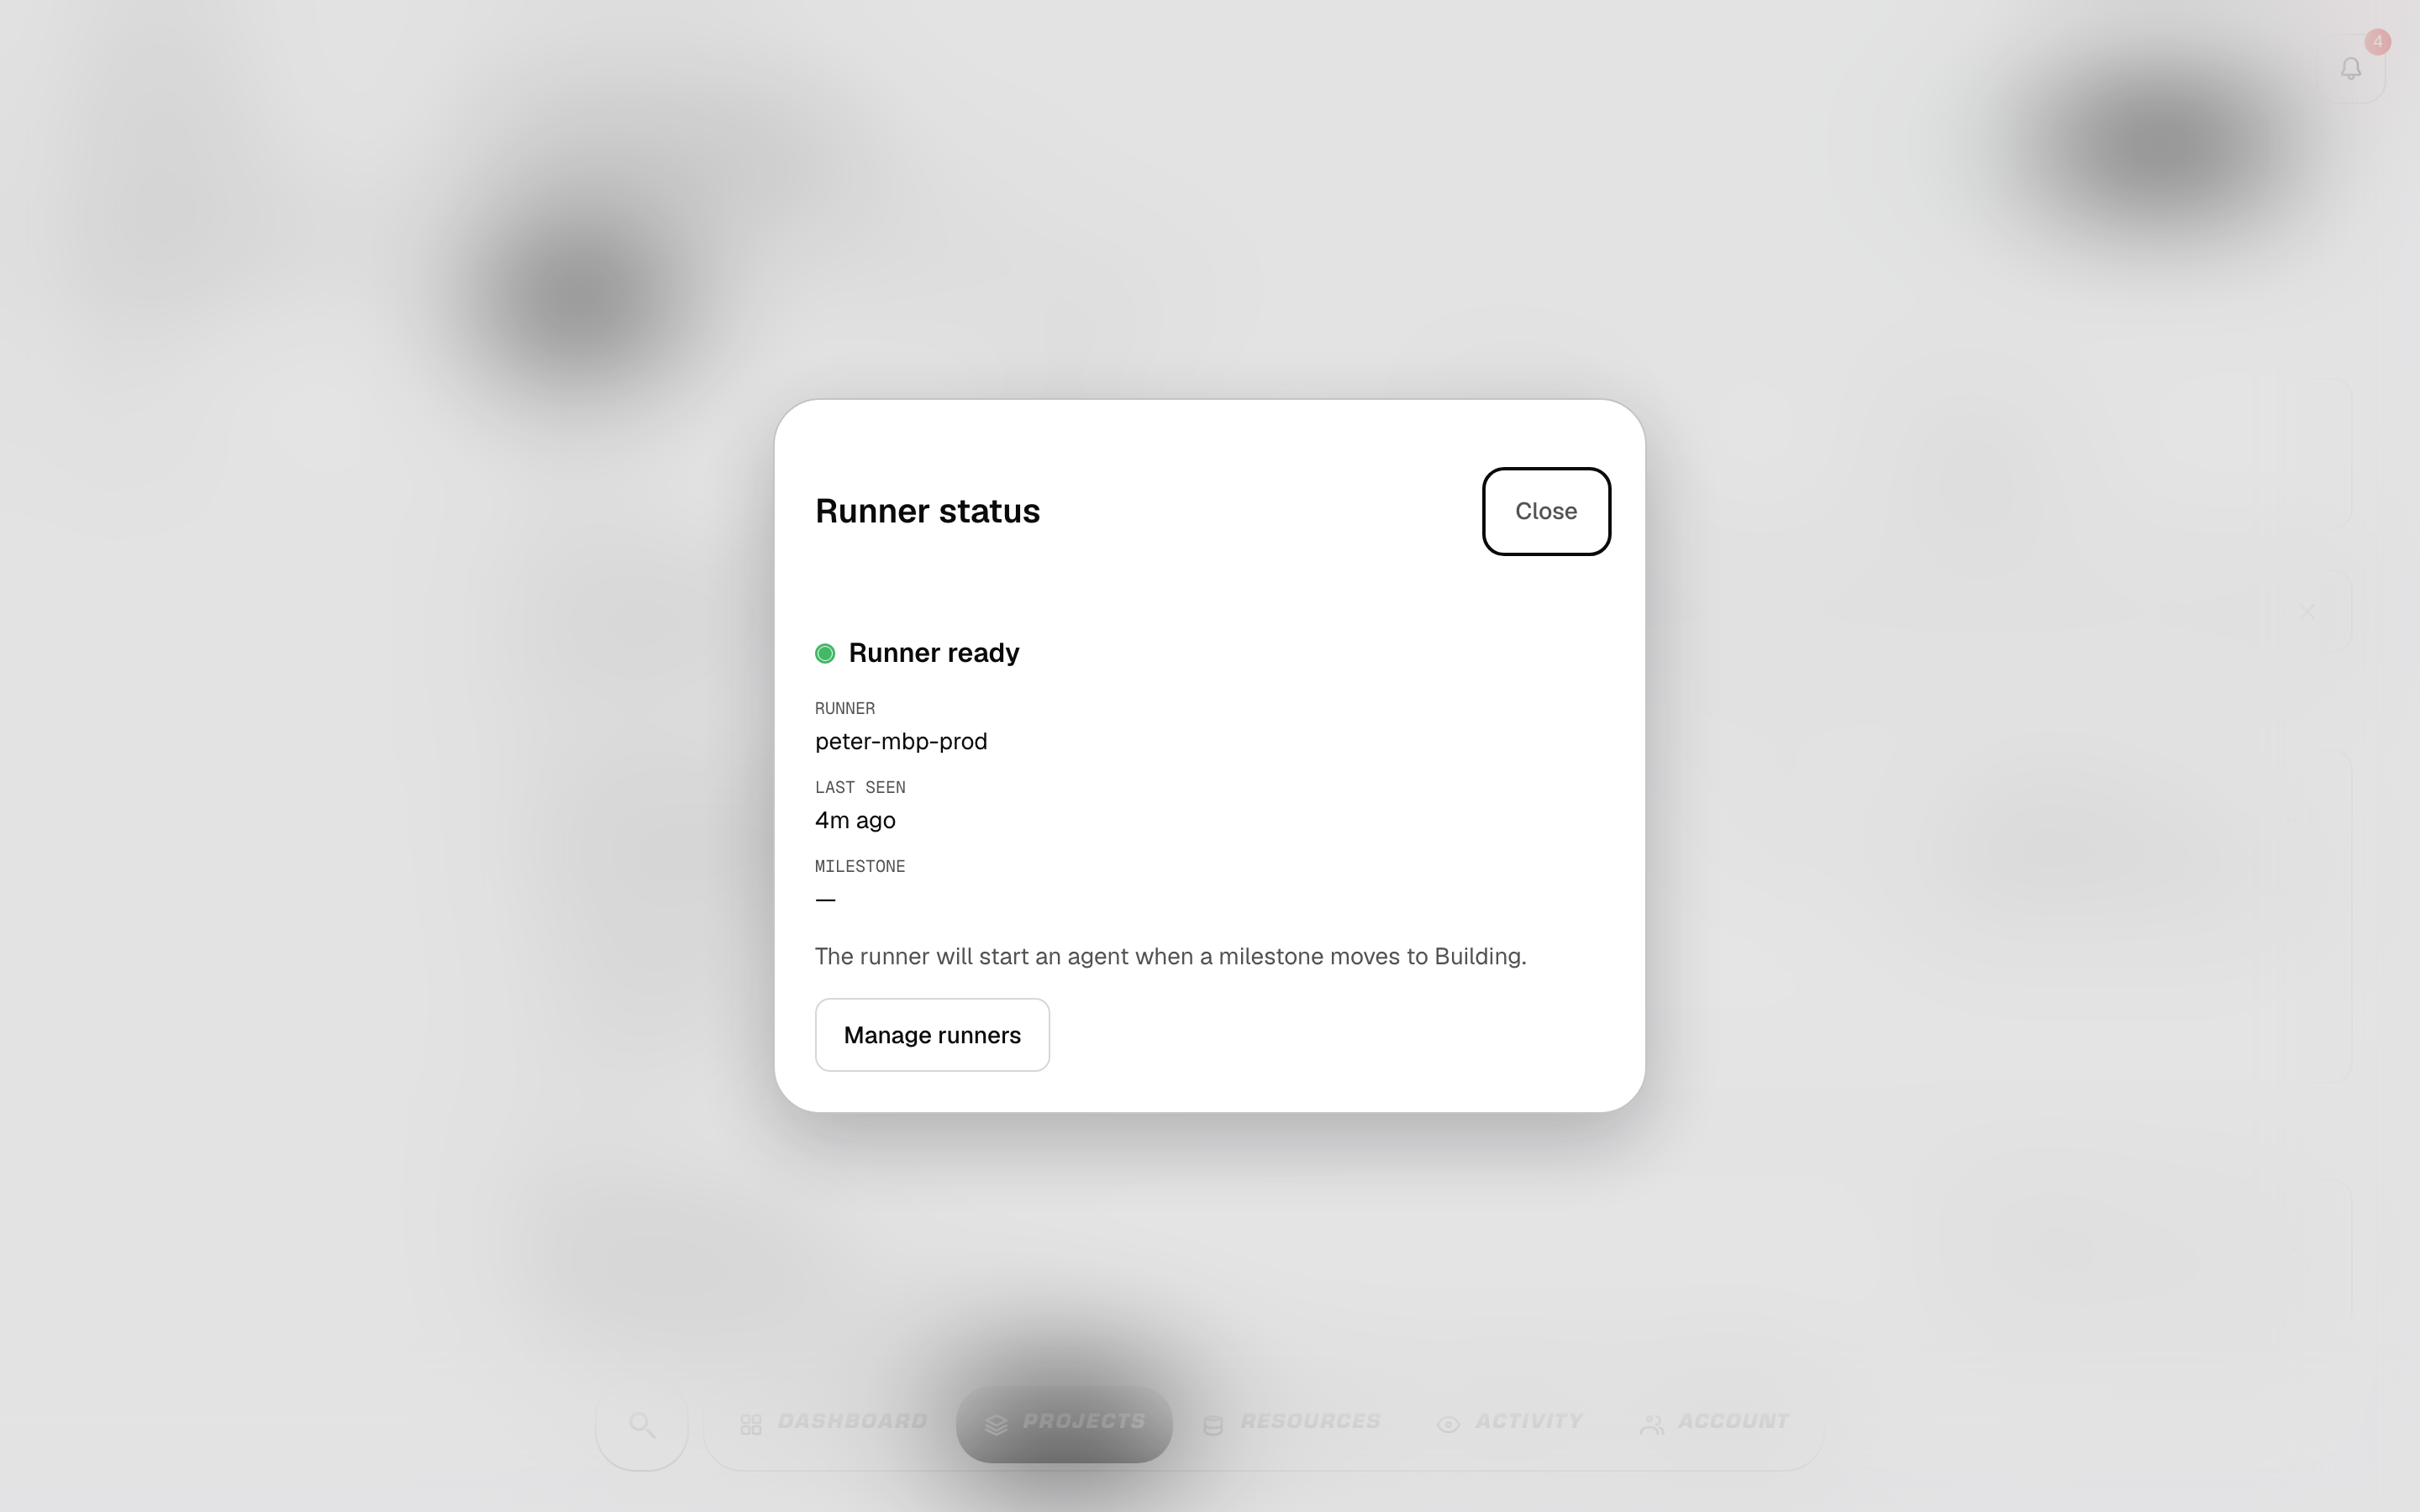 4
Runner status
Close
Runner ready
RUNNER
peter-mbp-prod
LAST SEEN
4m ago
MILESTONE
—
The runner will start an agent when a milestone moves to Building.
Manage runners
DASHBOARD
PROJECTS
RESOURCES
ACTIVITY
ACCOUNT